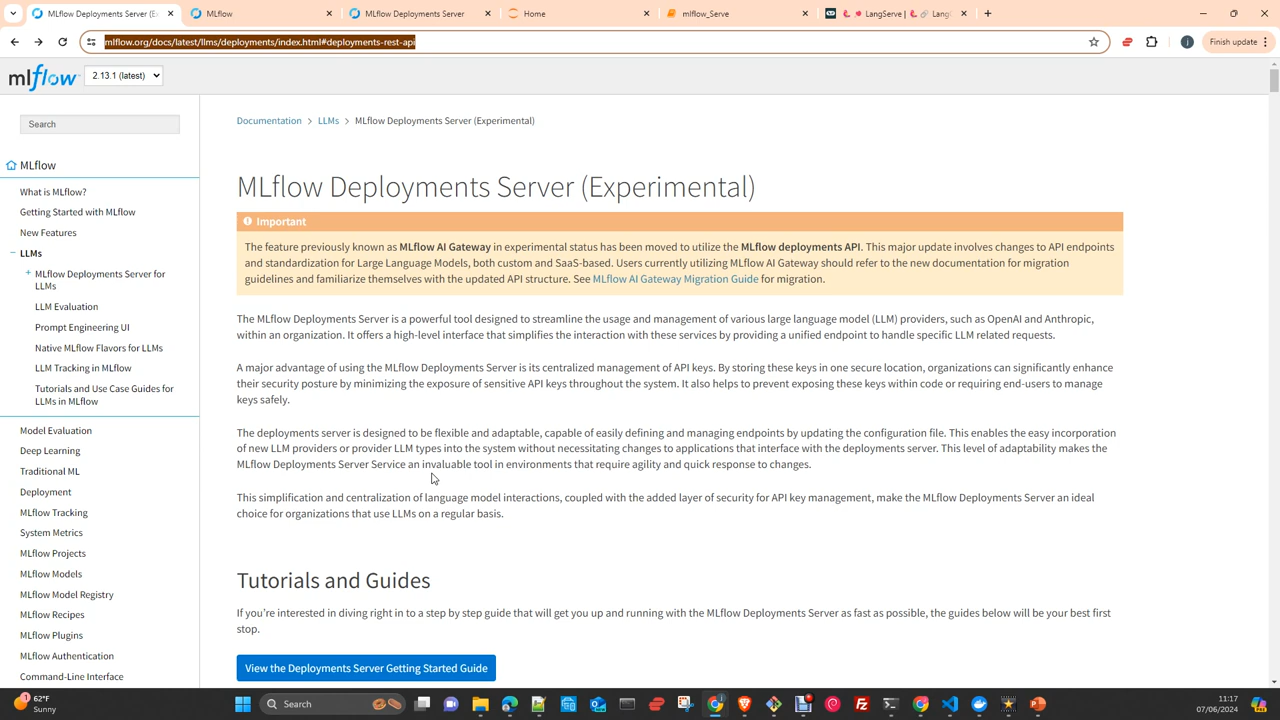 MLflow Deployments Server (Ex
MLflow
MLflow Deployments Server
Home
mlflow_Serve
LangServe | Lang
mlflow.org/docs/latest/llms/deployments/index.html#deployments-rest-api
Finish update
mlflow
2.13.1 (latest)
Search
MLflow
What is MLflow?
Getting Started with MLflow
New Features
LLMs
MLflow Deployments Server for
LLMs
LLM Evaluation
Prompt Engineering UI
Native MLflow Flavors for LLMs
LLM Tracking in MLflow
Tutorials and Use Case Guides for
LLMs in MLflow
Model Evaluation
Deep Learning
Traditional ML
Deployment
MLflow Tracking
System Metrics
MLflow Projects
MLflow Models
MLflow Model Registry
MLflow Recipes
MLflow Plugins
MLflow Authentication
Command-Line Interface
Documentation > LLMs > MLflow Deployments Server (Experimental)
MLflow Deployments Server (Experimental)
Important
The feature previously known as MLflow AI Gateway in experimental status has been moved to utilize the MLflow deployments API. This major update involves changes to API endpoints
and standardization for Large Language Models, both custom and SaaS-based. Users currently utilizing MLflow AI Gateway should refer to the new documentation for migration
guidelines and familiarize themselves with the updated API structure. See MLflow AI Gateway Migration Guide for migration.
The MLflow Deployments Server is a powerful tool designed to streamline the usage and management of various large language model (LLM) providers, such as OpenAI and Anthropic,
within an organization. It offers a high-level interface that simplifies the interaction with these services by providing a unified endpoint to handle specific LLM related requests.
A major advantage of using the MLflow Deployments Server is its centralized management of API keys. By storing these keys in one secure location, organizations can significantly enhance
their security posture by minimizing the exposure of sensitive API keys throughout the system. It also helps to prevent exposing these keys within code or requiring end-users to manage
keys safely.
The deployments server is designed to be flexible and adaptable, capable of easily defining and managing endpoints by updating the configuration file. This enables the easy incorporation
of new LLM providers or provider LLM types into the system without necessitating changes to applications that interface with the deployments server. This level of adaptability makes the
MLflow Deployments Server Service an invaluable tool in environments that require agility and quick response to changes.
This simplification and centralization of language model interactions, coupled with the added layer of security for API key management, make the MLflow Deployments Server an ideal
choice for organizations that use LLMs on a regular basis.
Tutorials and Guides
If you're interested in diving right in to a step by step guide that will get you up and running with the MLflow Deployments Server as fast as possible, the guides below will be your best first
stop.
View the Deployments Server Getting Started Guide
1
62°F
Sunny
Search
11:17
07/06/2024